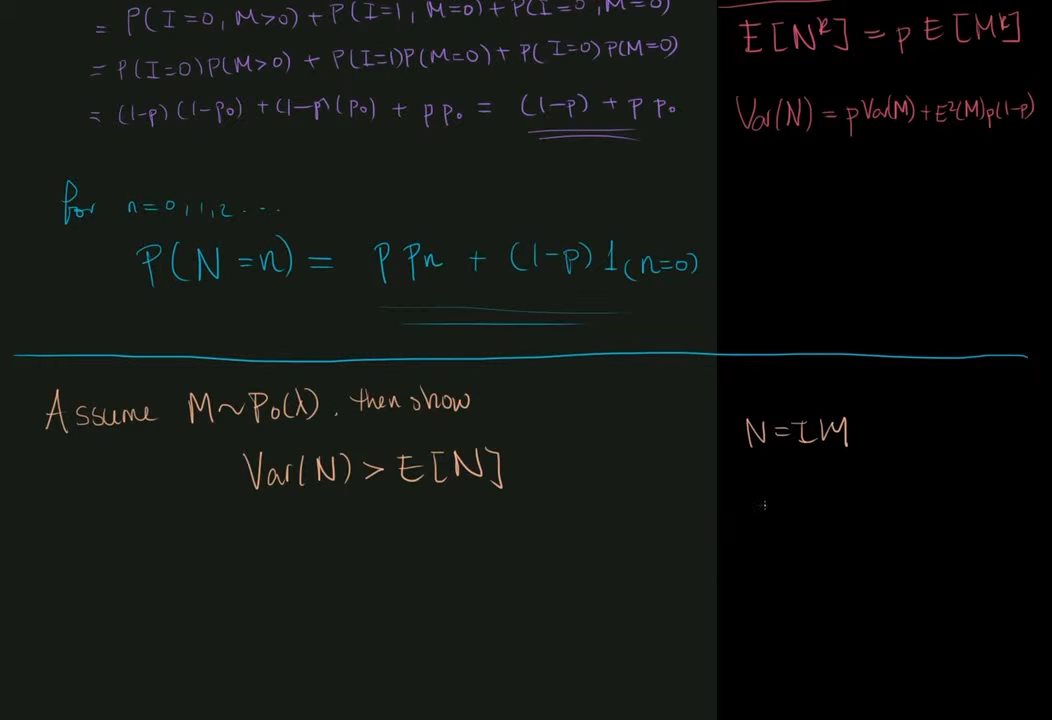 = P(I=0, M>0) + P(I=1, M=0) + P(I=0, M=0)
= P(I=0)P(M>0) + P(I=1)P(M=0) + P(I=0)P(M=0)
= (1-p)(1-p₀) + (1-p)(p₀) + p p₀ = (1-p) + p p₀
for n=0,1,2...
P(N=n) = p pₙ + (1-p) 1(n=0)
E[Nᵏ] = p E[Mᵏ]
Var(N) = p Var(M) + E²(M)p(1-p)
Assume M~Po(λ). then show
Var(N) > E[N]
N=IM